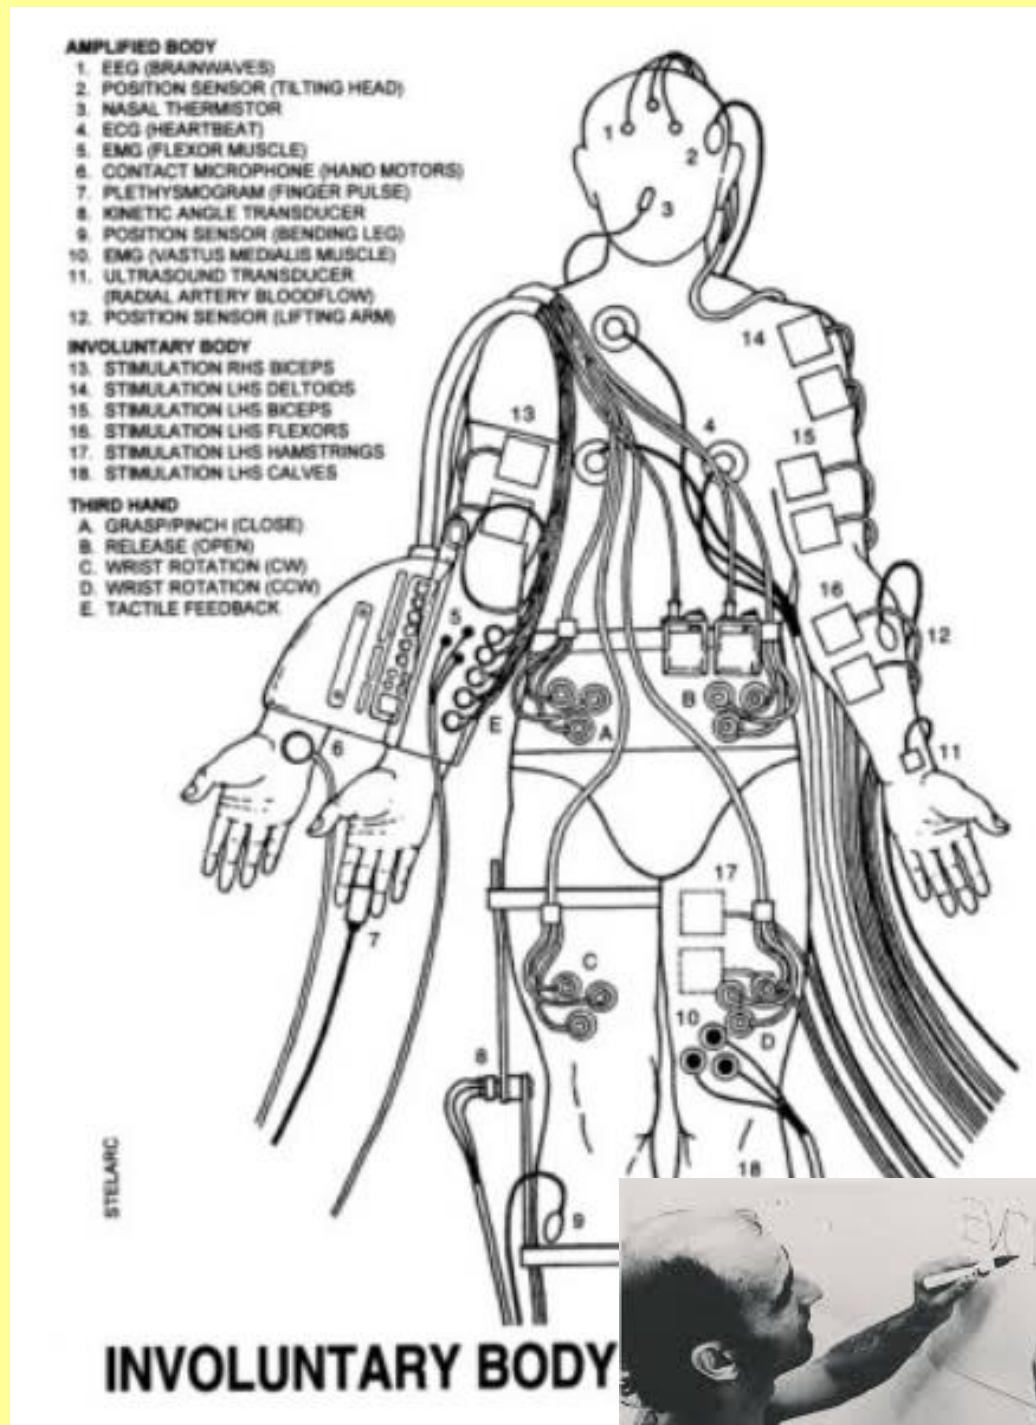 AMPLIFIED BODY
1. EEG (BRAINWAVES)
2. POSITION SENSOR (TILTING HEAD)
3. NASAL THERMISTOR
4. ECG (HEARTBEAT)
5. EMG (FLEXOR MUSCLE)
6. CONTACT MICROPHONE (HAND MOTORS)
7. PLETHYSMOGRAM (FINGER PULSE)
8. KINETIC ANGLE TRANSDUCER
9. POSITION SENSOR (BENDING LEG)
10. EMG (VASTUS MEDIALIS MUSCLE)
11. ULTRASOUND TRANSDUCER
(RADIAL ARTERY BLOODFLOW)
12. POSITION SENSOR (LIFTING ARM)
INVOLUNTARY BODY
13. STIMULATION RHS BICEPS
14. STIMULATION LHS DELTOIDS
15. STIMULATION LHS BICEPS
16. STIMULATION LHS FLEXORS
17. STIMULATION LHS HAMSTRINGS
18. STIMULATION LHS CALVES
THIRD HAND
A. GRASP/PINCH (CLOSE)
B. RELEASE (OPEN)
C. WRIST ROTATION (CW)
D. WRIST ROTATION (CCW)
E. TACTILE FEEDBACK
1
2
3
14
13
4
15
16
5
12
B
E
A
6
11
17
7
C
10
D
8
18
9
STELARC
INVOLUNTARY BODY